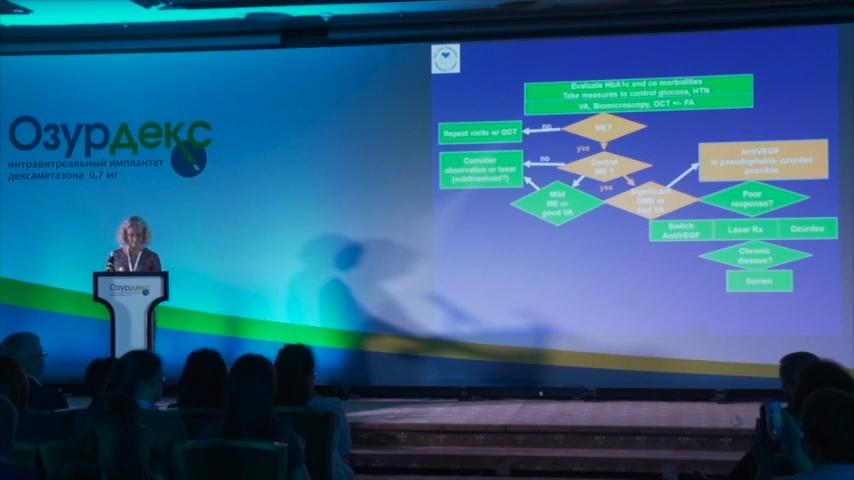 Озурдекс
интравитреальный имплантат
дексаметазона 0,7 мг
Озурдекс
Evaluate HbA1c and co morbidities
Take measures to control glucose, HTN
VA, Biomicroscopy, OCT +/- FA
Repeat visits w/ OCT
no
ME?
yes
Consider
observation or laser
(subthreshold?)
no
Central
ME ?
yes
AntiVEGF
In pseudophakia- ozurdex
possible
Mild
ME or
good VA
Significant
DME or
bad VA
Poor
response?
Switch
AntiVEGF
Laser Rx
Ozurdex
Chronic
disease?
Iluvien